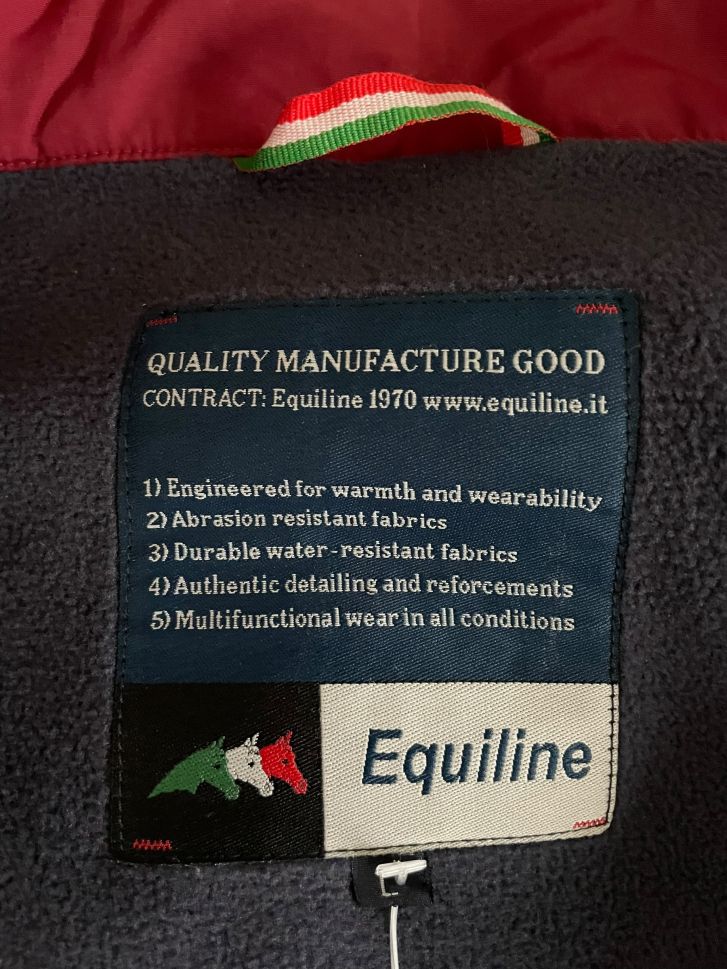 QUALITY MANUFACTURE GOOD
CONTRACT: Equiline 1970 www.equiline.it
1) Engineered for warmth and wearability
2) Abrasion resistant fabrics
3) Durable water-resistant fabrics
4) Authentic detailing and reforcements
5) Multifunctional wear in all conditions
Equiline